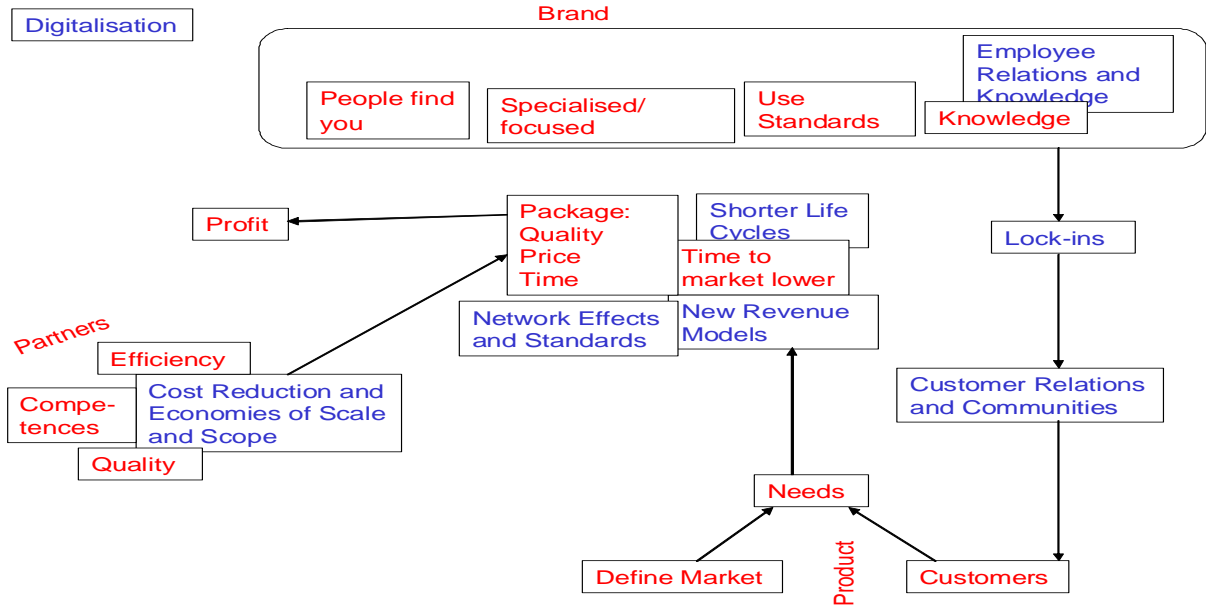 Digitalisation
Brand
Employee
Relations and
Knowledge
People find
you
Specialised/
focused
Use
Standards
Knowledge
Profit
Package:
Quality
Price
Time
Shorter Life
Cycles
Time to
market lower
Lock-ins
Network Effects
and Standards
New Revenue
Models
Partners
Efficiency
Compe-
tences
Cost Reduction and
Economies of Scale
and Scope
Quality
Customer Relations
and Communities
Needs
Define Market
Product
Customers